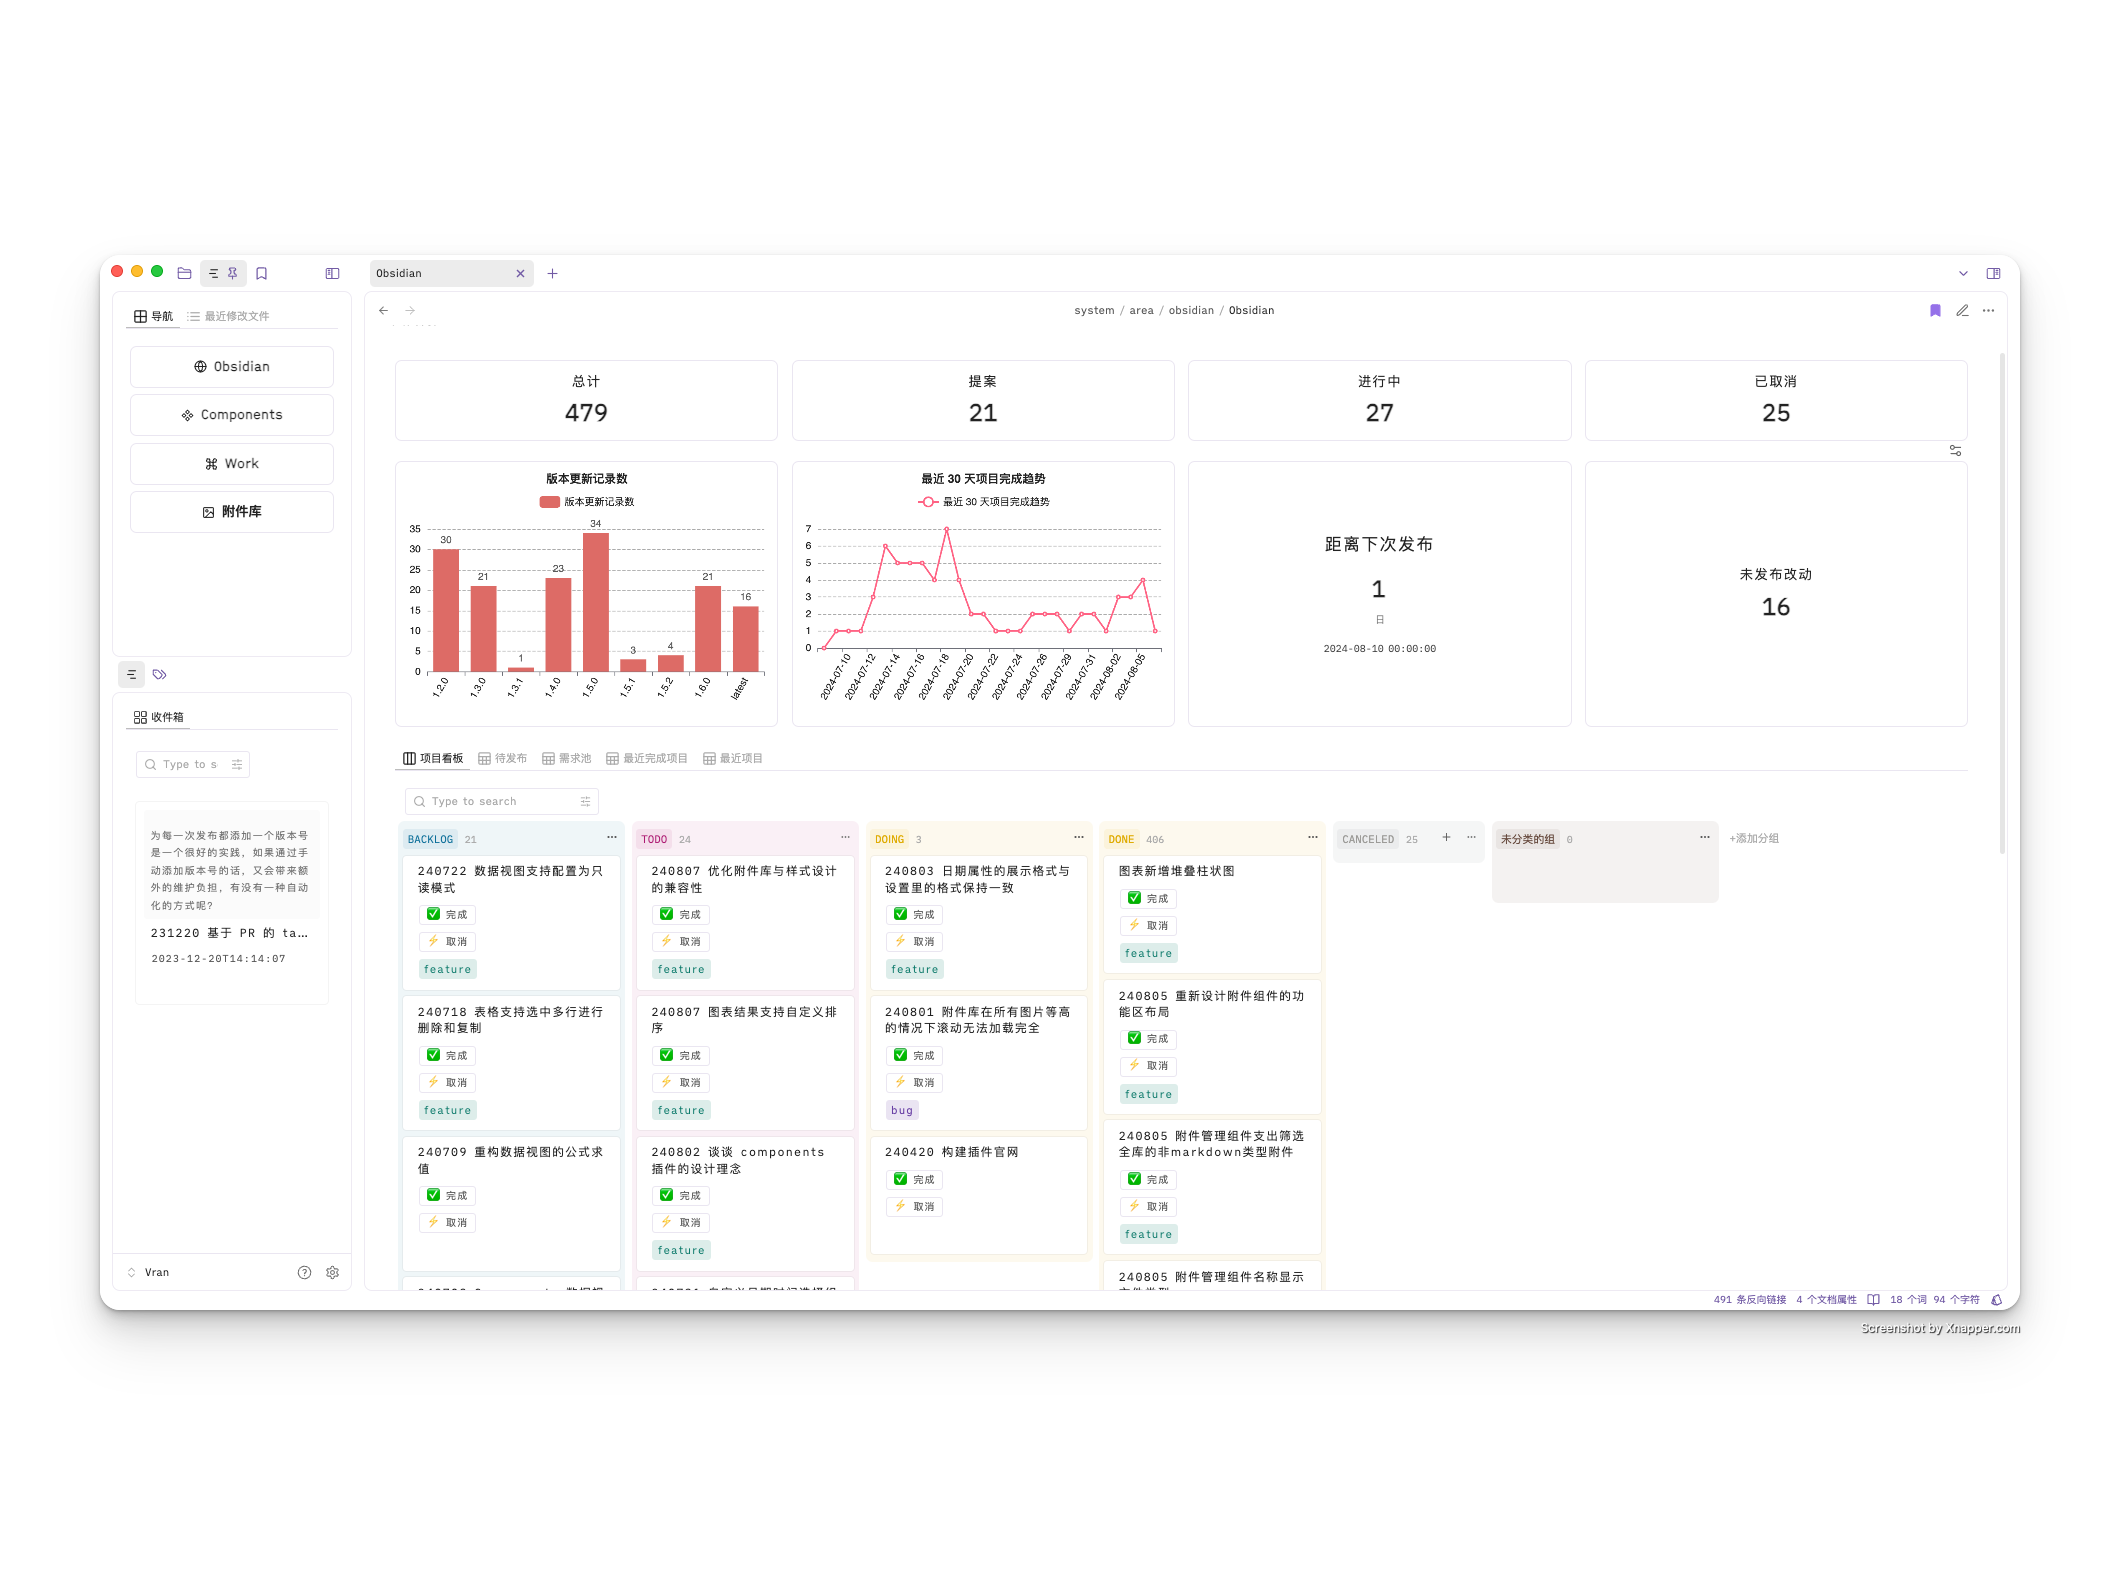 Obsidian
导航 最近修改文件
Obsidian
Components
Work
附件库
收件箱
Type to s
为每一次发布都添加一个版本号
是一个很好的实践，如果通过手
动添加版本号的话，又会带来额
外的维护负担，有没有一种自动
化的方式呢?
231220 基于 PR 的 ta...
2023-12-20T14:14:07
Vran
system / area / obsidian / Obsidian
总计
479
提案
21
进行中
27
已取消
25
版本更新记录数
版本更新记录数
35
30
25
20
15
10
5
0
30
21
1
23
34
3
4
21
16
1.2.0
1.3.0
1.3.1
1.4.0
1.5.0
1.5.1
1.5.2
1.6.0
latest
最近 30 天项目完成趋势
最近 30 天项目完成趋势
7
6
5
4
3
2
1
0
2024-07-10
2024-07-12
2024-07-14
2024-07-16
2024-07-18
2024-07-20
2024-07-22
2024-07-24
2024-07-26
2024-07-29
2024-07-31
2024-08-02
2024-08-05
距离下次发布
1
日
2024-08-10 00:00:00
未发布改动
16
项目看板 待发布 需求池 最近完成项目 最近项目
Type to search
BACKLOG 21
240722 数据视图支持配置为只
读模式
完成
取消
feature
240718 表格支持选中多行进行
删除和复制
完成
取消
feature
240709 重构数据视图的公式求
值
完成
取消
TODO 24
240807 优化附件库与样式设计
的兼容性
完成
取消
feature
240807 图表结果支持自定义排
序
完成
取消
feature
240802 谈谈 components
插件的设计理念
完成
取消
feature
DOING 3
240803 日期属性的展示格式与
设置里的格式保持一致
完成
取消
feature
240801 附件库在所有图片等高
的情况下滚动无法加载完全
完成
取消
bug
240420 构建插件官网
完成
取消
DONE 406
图表新增堆叠柱状图
完成
取消
feature
240805 重新设计附件组件的功
能区布局
完成
取消
feature
240805 附件管理组件支出筛选
全库的非markdown类型附件
完成
取消
feature
240805 附件管理组件名称显示
CANCELED 25
未分类的组 0
+添加分组
491 条反向链接 4 个文档属性 18 个词 94 个字符
Screenshot by Xnapper.com